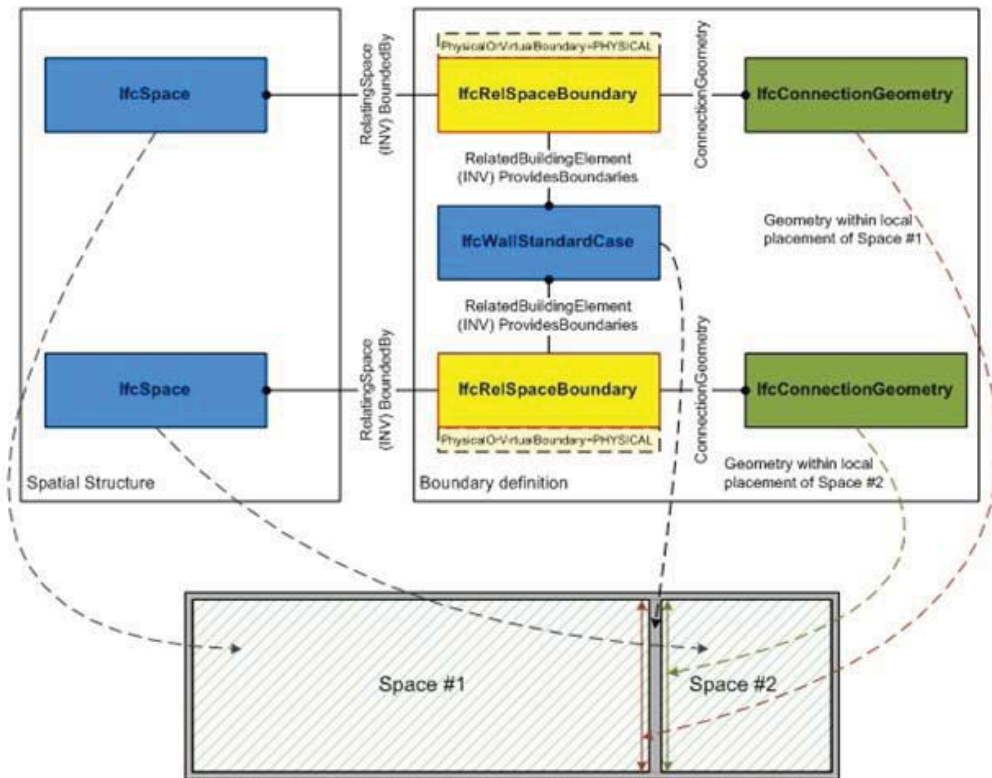 PhysicalOrVirtualBoundary=PHYSICAL
IfcSpace
RelatingSpace
(INV) BoundedBy
IfcRelSpaceBoundary
ConnectionGeometry
IfcConnectionGeometry
RelatedBuildingElement
(INV) ProvidesBoundaries
Geometry within local
placement of Space #1
IfcWallStandardCase
RelatedBuildingElement
(INV) ProvidesBoundaries
IfcSpace
RelatingSpace
(INV) BoundedBy
IfcRelSpaceBoundary
ConnectionGeometry
IfcConnectionGeometry
PhysicalOrVirtualBoundary=PHYSICAL
Geometry within local
placement of Space #2
Spatial Structure
Boundary definition
Space #1
Space #2